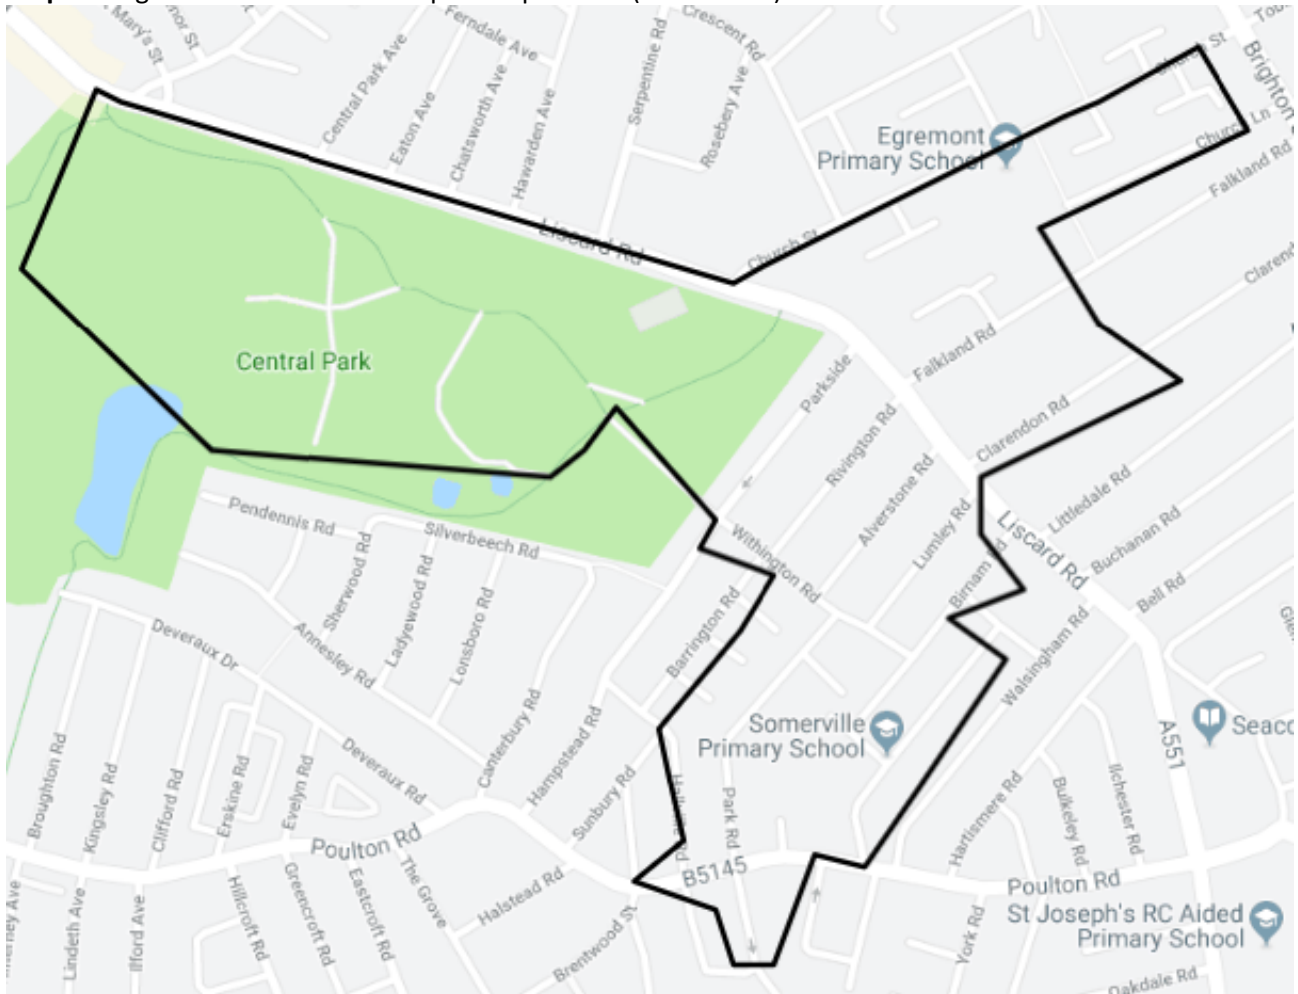 Mary's St
Ferndale Ave
Central Park Ave
Eaton Ave
Chatsworth Ave
Hawarden Ave
Serpentine Rd
Crescent Rd
Rosebery Ave
Egremont
Primary School
Church St
Brighton
Church Ln
Falkland Rd
Liscard Rd
Church St
Central Park
Parkside
Falkland Rd
Rivington Rd
Clarendon Rd
Alverstone Rd
Littledale Rd
Lumley Rd
Liscard Rd
Buchanan Rd
Pendennis Rd
Silverbeech Rd
Withington Rd
Birnam Rd
Bell Rd
Sherwood Rd
Ladyewood Rd
Lonsboro Rd
Barrington Rd
Walsingham Rd
Deveraux Dr
Annesley Rd
Canterbury Rd
Hampstead Rd
Somerville
Primary School
A551
Broughton Rd
Kingsley Rd
Clifford Rd
Erskine Rd
Evelyn Rd
Deveraux Rd
Sunbury Rd
Park Rd
Hartismere Rd
Bulkeley Rd
Ilchester Rd
Poulton Rd
The Grove
Halstead Rd
B5145
Poulton Rd
St Joseph's RC Aided
Primary School
Lindeth Ave
Ilford Ave
Hillcroft Rd
Greencroft Rd
Eastcroft Rd
Brentwood St
York Rd
Oakdale Rd